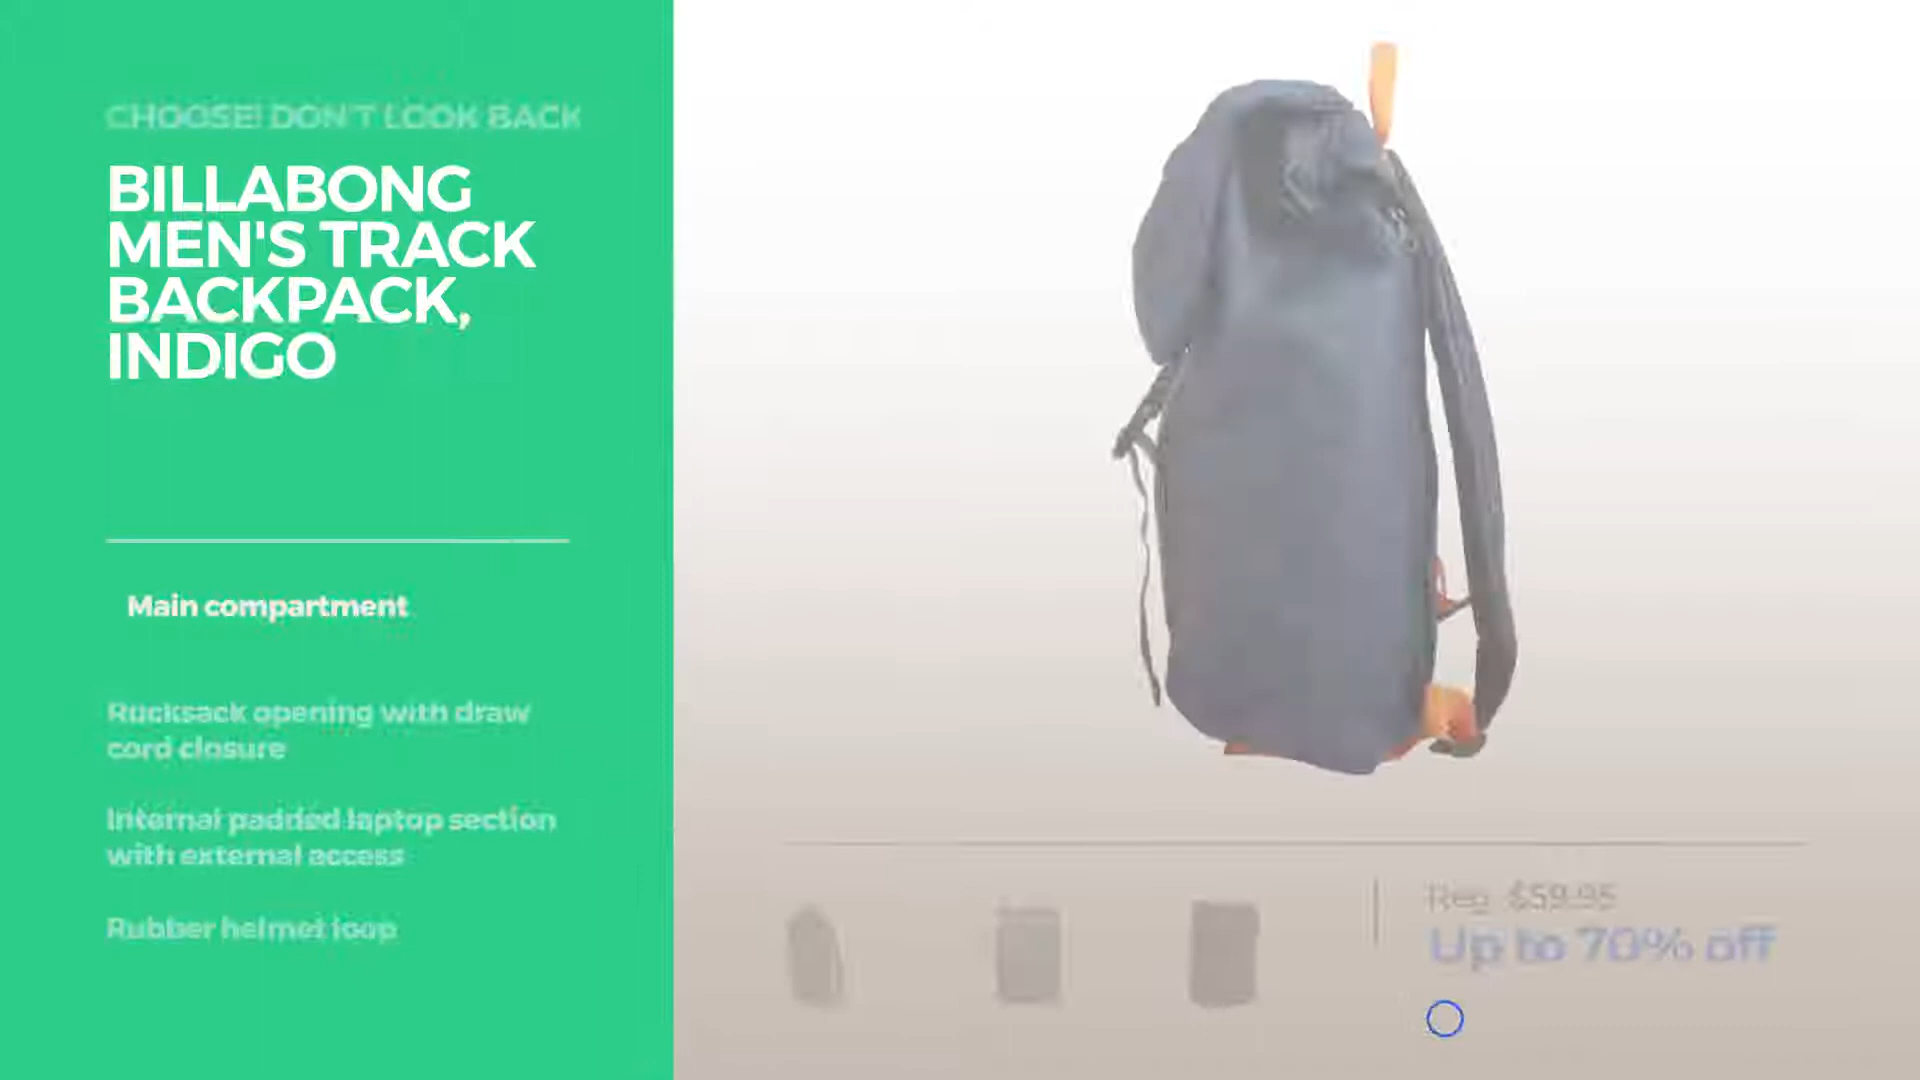 CHOOSE! DON'T LOOK BACK
BILLABONG
MEN'S TRACK
BACKPACK,
INDIGO
Main compartment
Rucksack opening with draw
cord closure
Internal padded laptop section
with external access
Rubber helmet loop
Reg. $59.95
Up to 70% off